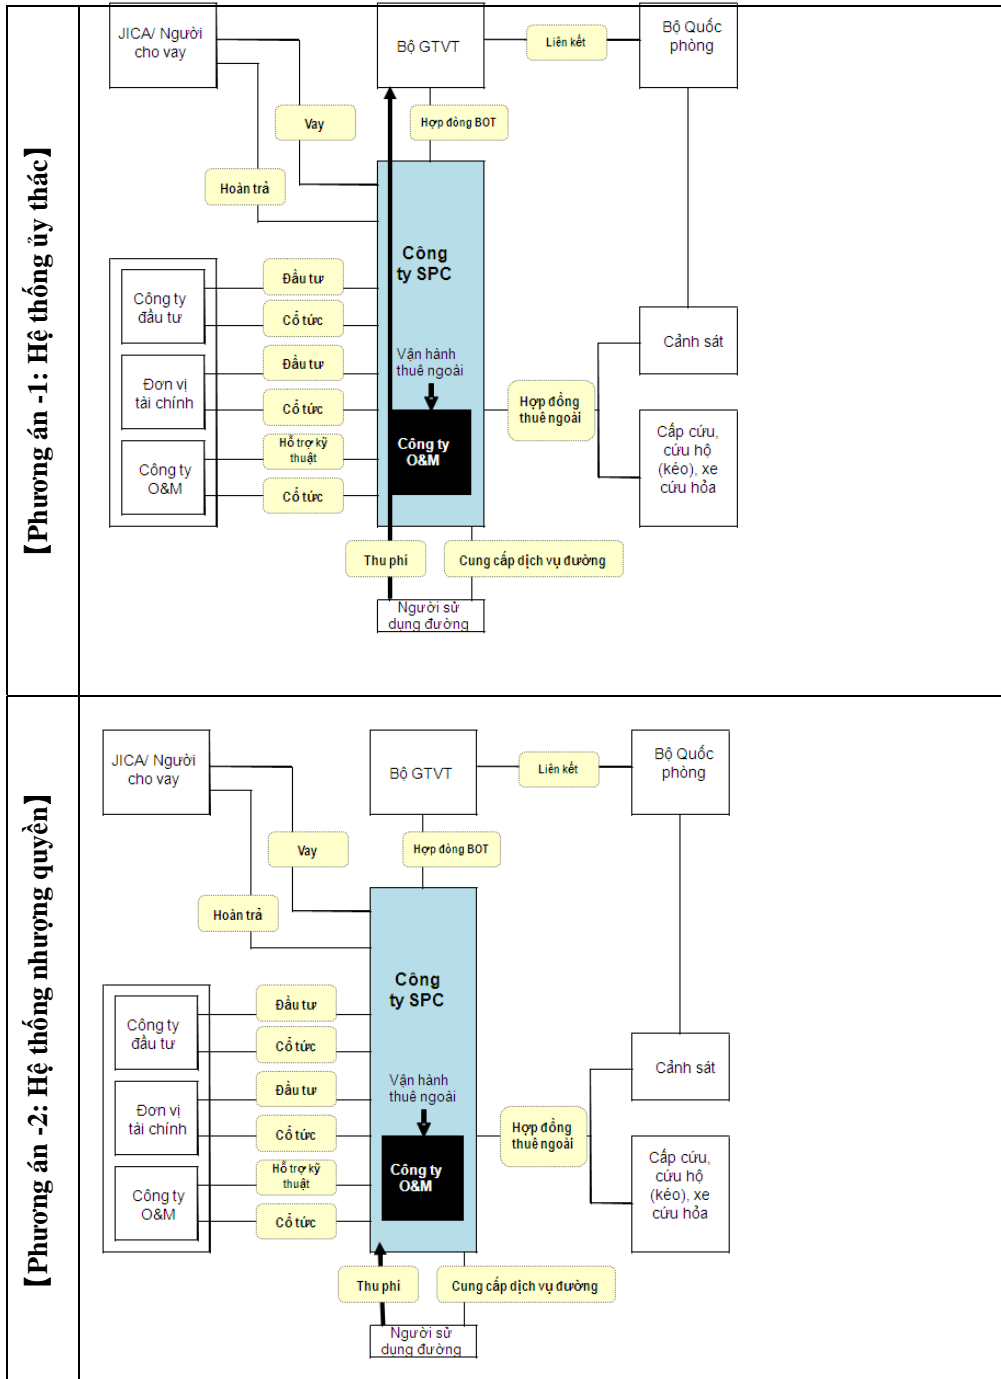 【Phương án -1: Hệ thống ủy thác】
JICA/ Người
cho vay
Bộ GTVT
Liên kết
Bộ Quốc
phòng
Vay
Hợp đồng BOT
Hoàn trả
Công
ty SPC
Công ty
đầu tư
Đầu tư
Cổ tức
Đơn vị
tài chính
Đầu tư
Cổ tức
Công ty
O&M
Hỗ trợ kỹ
thuật
Cổ tức
Vận hành
thuê ngoài
Công ty
O&M
Hợp đồng
thuê ngoài
Cảnh sát
Cấp cứu,
cứu hộ
(kéo), xe
cứu hỏa
Thu phí
Cung cấp dịch vụ đường
Người sử
dụng đường
【Phương án -2: Hệ thống nhượng quyền】
JICA/ Người
cho vay
Bộ GTVT
Liên kết
Bộ Quốc
phòng
Vay
Hợp đồng BOT
Hoàn trả
Công
ty SPC
Công ty
đầu tư
Đầu tư
Cổ tức
Đơn vị
tài chính
Đầu tư
Cổ tức
Công ty
O&M
Hỗ trợ kỹ
thuật
Cổ tức
Vận hành
thuê ngoài
Công ty
O&M
Hợp đồng
thuê ngoài
Cảnh sát
Cấp cứu,
cứu hộ
(kéo), xe
cứu hỏa
Thu phí
Cung cấp dịch vụ đường
Người sử
dụng đường